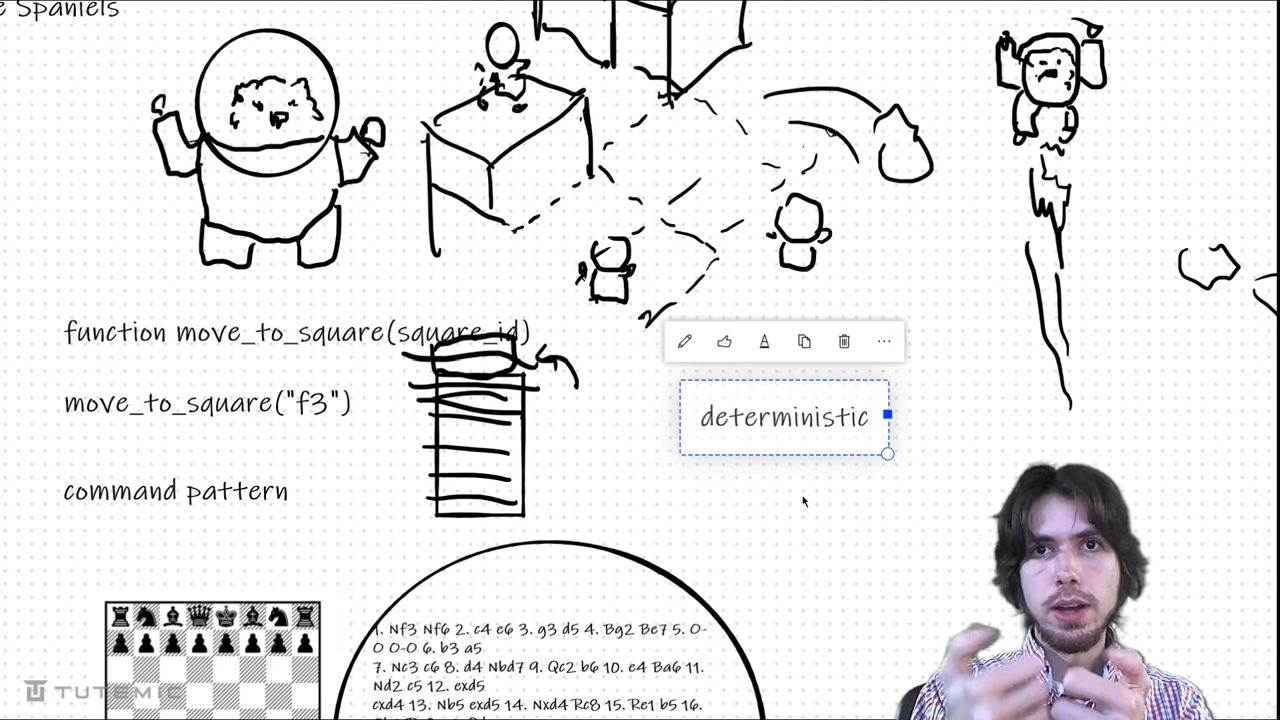 e Spaniels
function move_to_square(square_id)
move_to_square("f3")
deterministic
command pattern
1. Nf3 Nf6 2. c4 e6 3. g3 d5 4. Bg2 Be7 5. 0-
0 0-0 6. b3 a5
7. Nc3 c6 8. d4 Nbd7 9. Qc2 b6 10. e4 Ba6 11.
Nd2 c5 12. exd5
cxd4 13. Nb5 exd5 14. Nxd4 Rc8 15. Re1 b5 16.
TUTEMIC